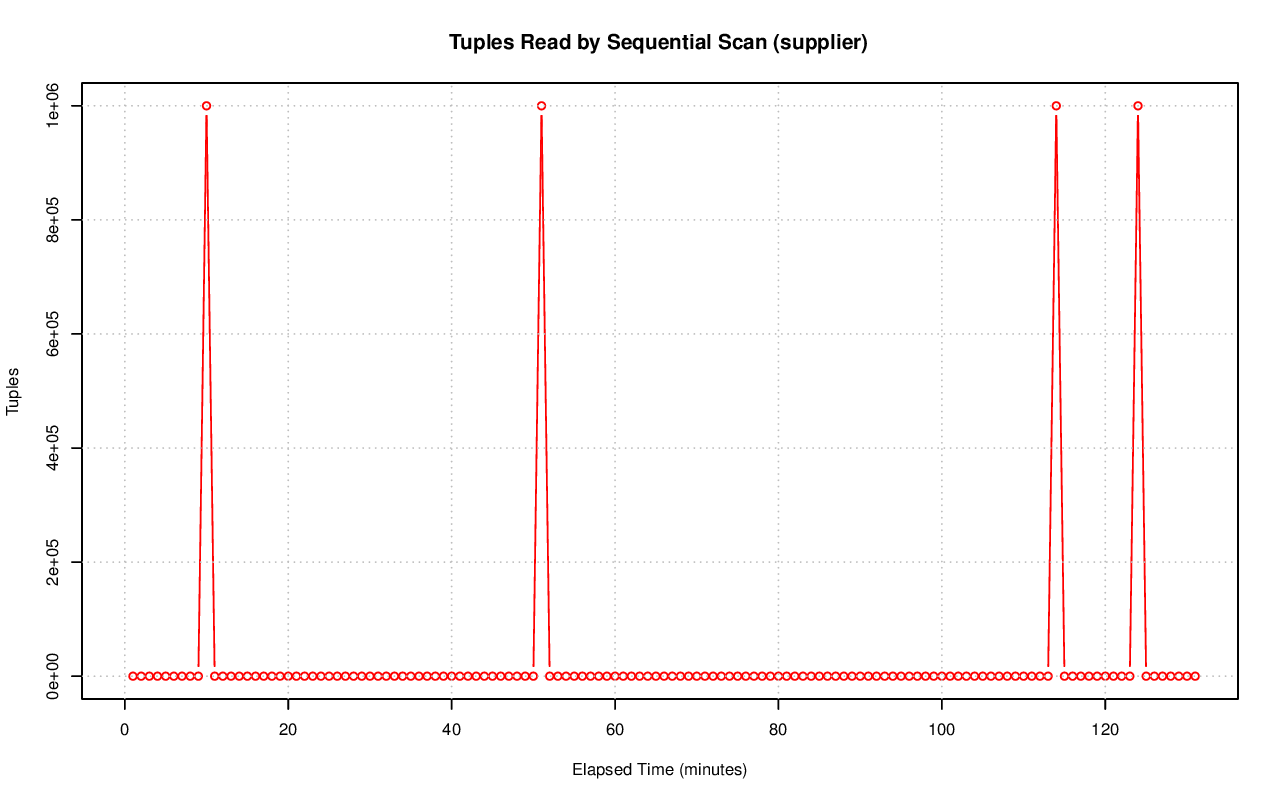 Tuples Read by Sequential Scan (supplier)
1e+06
8e+05
6e+05
4e+05
2e+05
0e+00
Tuples
0 20 40 60 80 100 120
Elapsed Time (minutes)